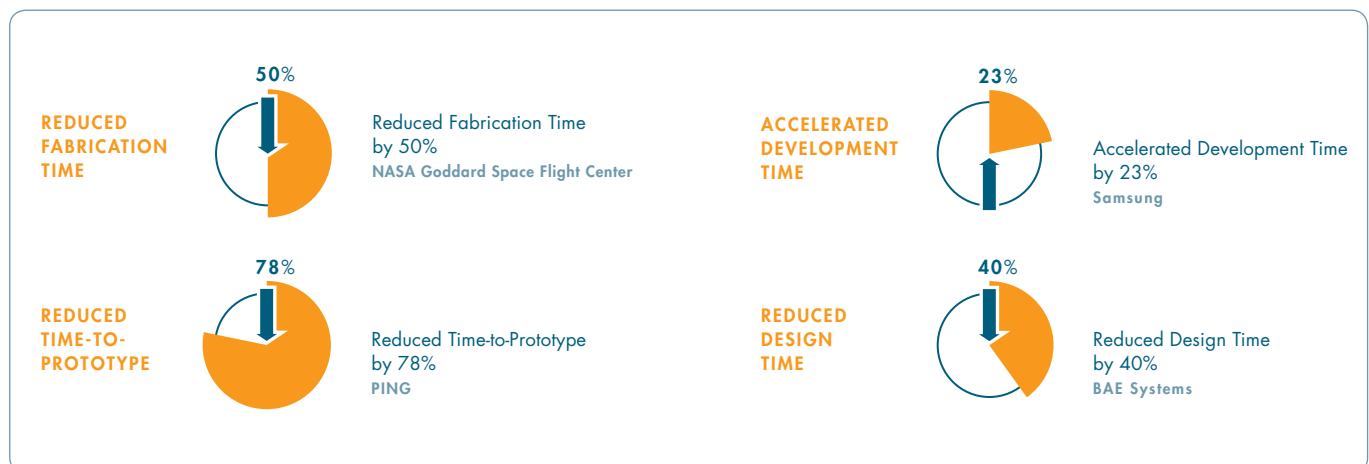 50%
REDUCED
FABRICATION
TIME
Reduced Fabrication Time
by 50%
NASA Goddard Space Flight Center
23%
ACCELERATED
DEVELOPMENT
TIME
Accelerated Development Time
by 23%
Samsung
78%
REDUCED
TIME-TO-
PROTOTYPE
Reduced Time-to-Prototype
by 78%
PING
40%
REDUCED
DESIGN
TIME
Reduced Design Time
by 40%
BAE Systems